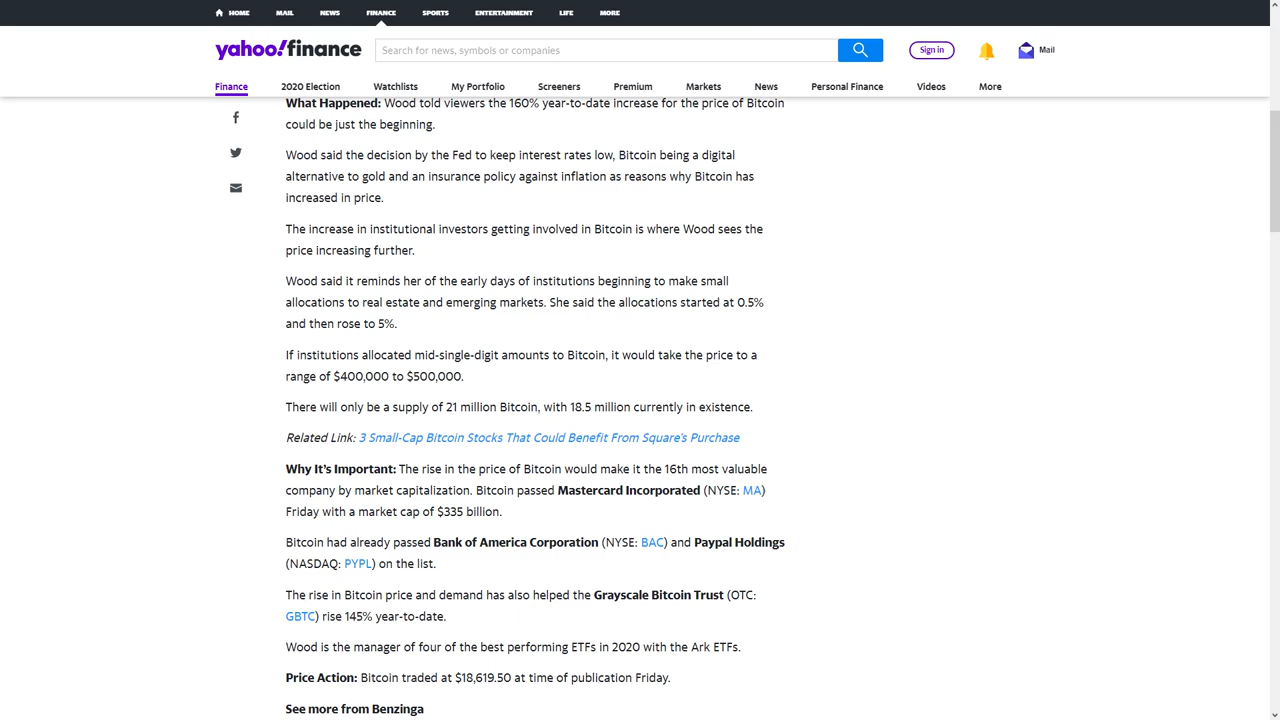 HOME MAIL NEWS FINANCE SPORTS ENTERTAINMENT LIFE MORE
yahoo!finance Search for news, symbols or companies Sign in Mail
Finance 2020 Election Watchlists My Portfolio Screeners Premium Markets News Personal Finance Videos More
What Happened: Wood told viewers the 160% year-to-date increase for the price of Bitcoin
could be just the beginning.
Wood said the decision by the Fed to keep interest rates low, Bitcoin being a digital
alternative to gold and an insurance policy against inflation as reasons why Bitcoin has
increased in price.
The increase in institutional investors getting involved in Bitcoin is where Wood sees the
price increasing further.
Wood said it reminds her of the early days of institutions beginning to make small
allocations to real estate and emerging markets. She said the allocations started at 0.5%
and then rose to 5%.
If institutions allocated mid-single-digit amounts to Bitcoin, it would take the price to a
range of $400,000 to $500,000.
There will only be a supply of 21 million Bitcoin, with 18.5 million currently in existence.
Related Link: 3 Small-Cap Bitcoin Stocks That Could Benefit From Square's Purchase
Why It's Important: The rise in the price of Bitcoin would make it the 16th most valuable
company by market capitalization. Bitcoin passed Mastercard Incorporated (NYSE: MA)
Friday with a market cap of $335 billion.
Bitcoin had already passed Bank of America Corporation (NYSE: BAC) and Paypal Holdings
(NASDAQ: PYPL) on the list.
The rise in Bitcoin price and demand has also helped the Grayscale Bitcoin Trust (OTC:
GBTC) rise 145% year-to-date.
Wood is the manager of four of the best performing ETFs in 2020 with the Ark ETFs.
Price Action: Bitcoin traded at $18,619.50 at time of publication Friday.
See more from Benzinga